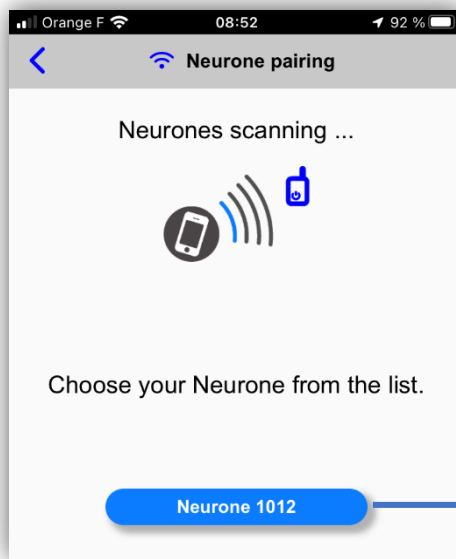 Orange F 08:52 92 %
Neurone pairing
Neurones scanning ...
Choose your Neurone from the list.
Neurone 1012